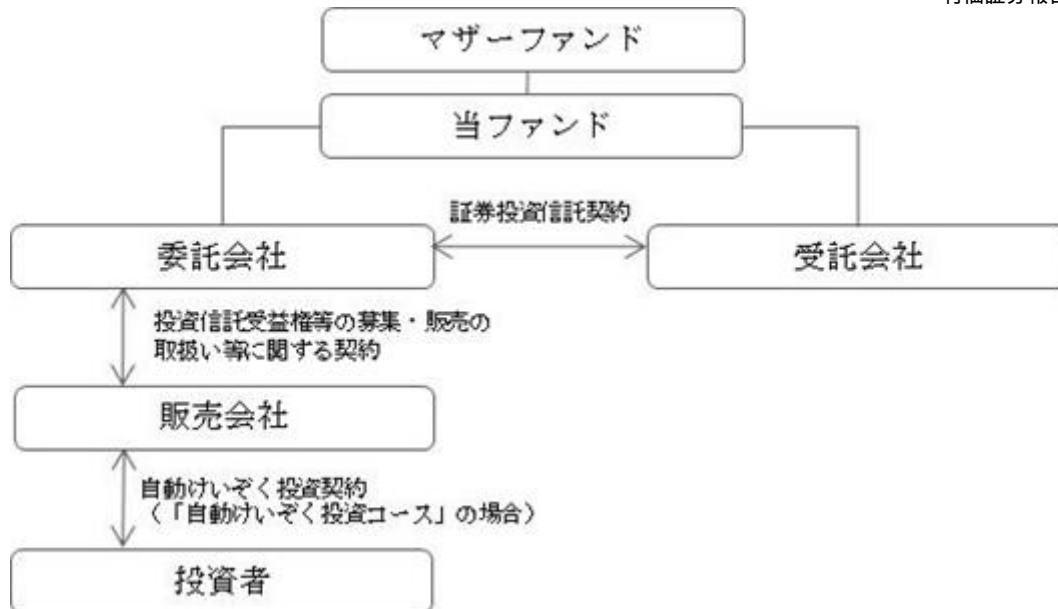 マザーファンド
当ファンド
証券投資信託契約
委託会社
受託会社
投資信託受益権等の募集・販売の
取扱い等に関する契約
販売会社
自動けいぞく投資契約
(「自動けいぞく投資コース」の場合)
投資者